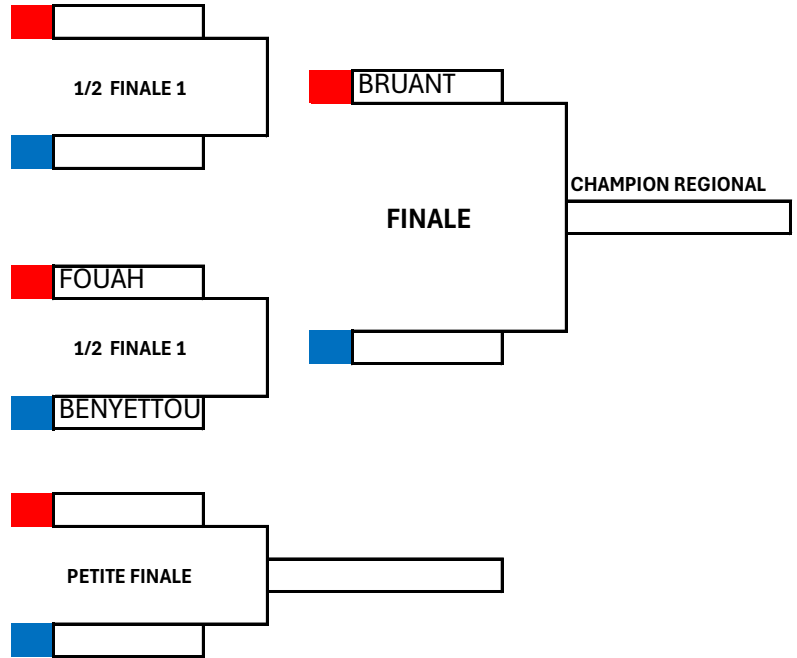 1/2 FINALE 1
BRUANT
CHAMPION REGIONAL
FINALE
FOUAH
1/2 FINALE 1
BENYETTOU
PETITE FINALE